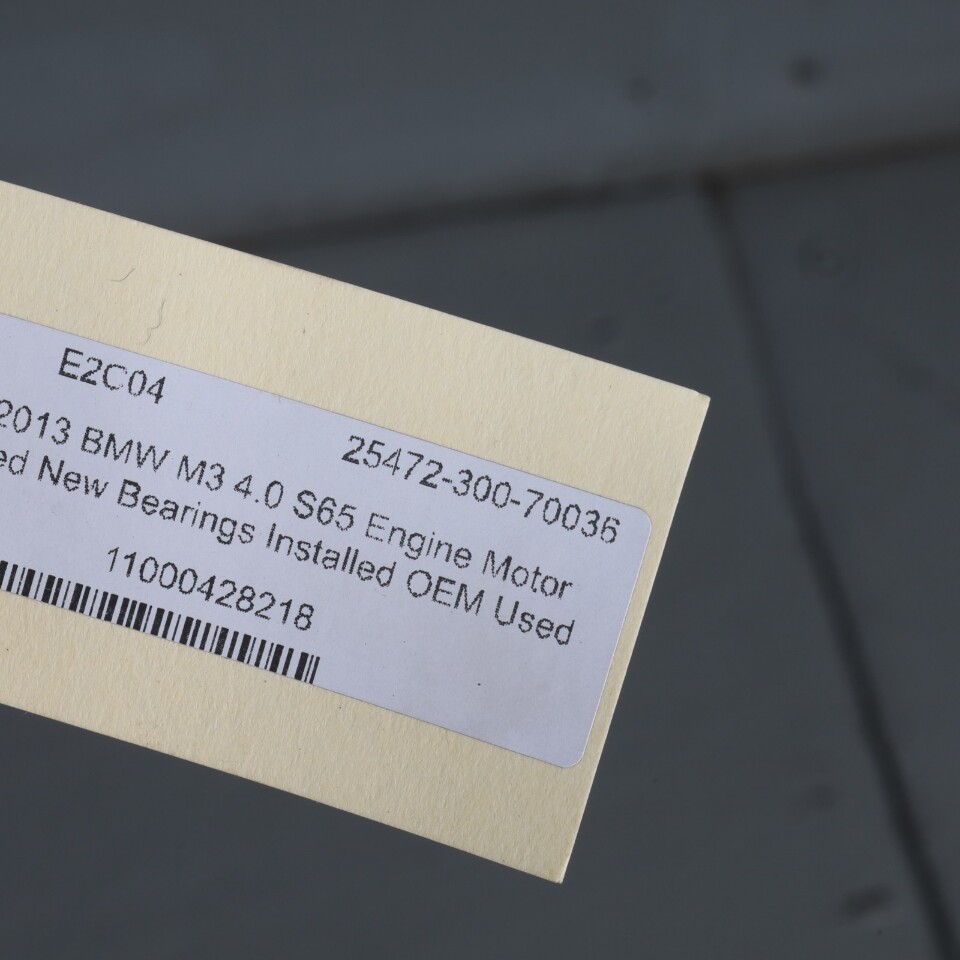 E2C04
25472-300-70036
2013 BMW M3 4.0 S65 Engine Motor
ed New Bearings Installed OEM Used
11000428218